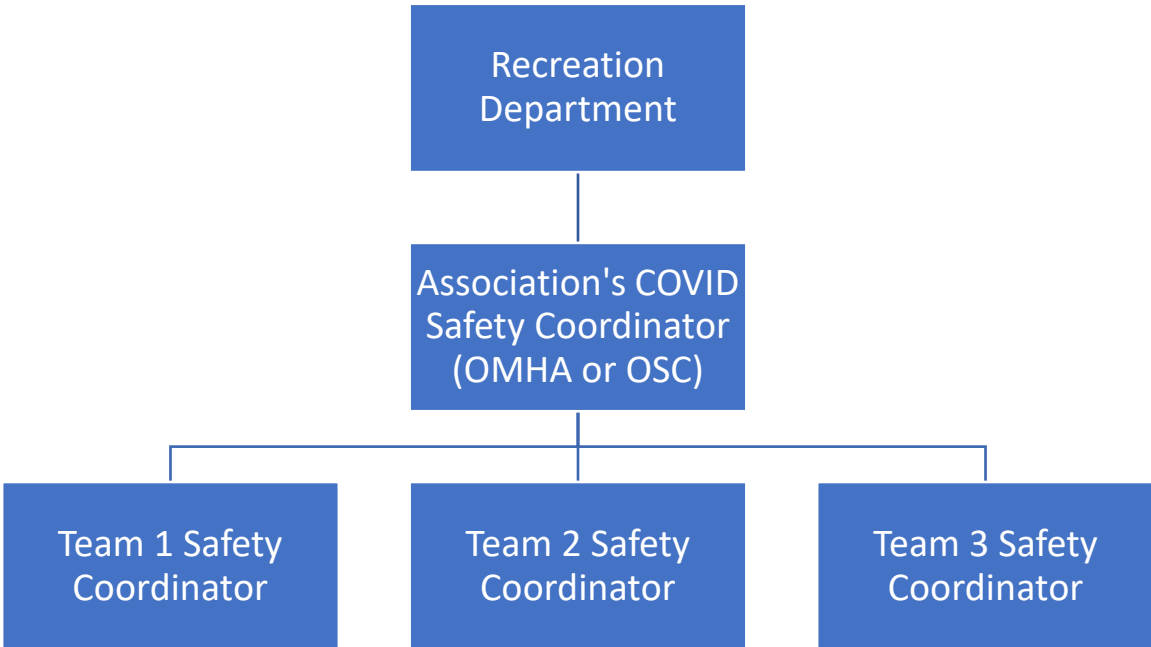 Recreation
Department
Association's COVID
Safety Coordinator
(OMHA or OSC)
Team 1 Safety
Coordinator
Team 2 Safety
Coordinator
Team 3 Safety
Coordinator